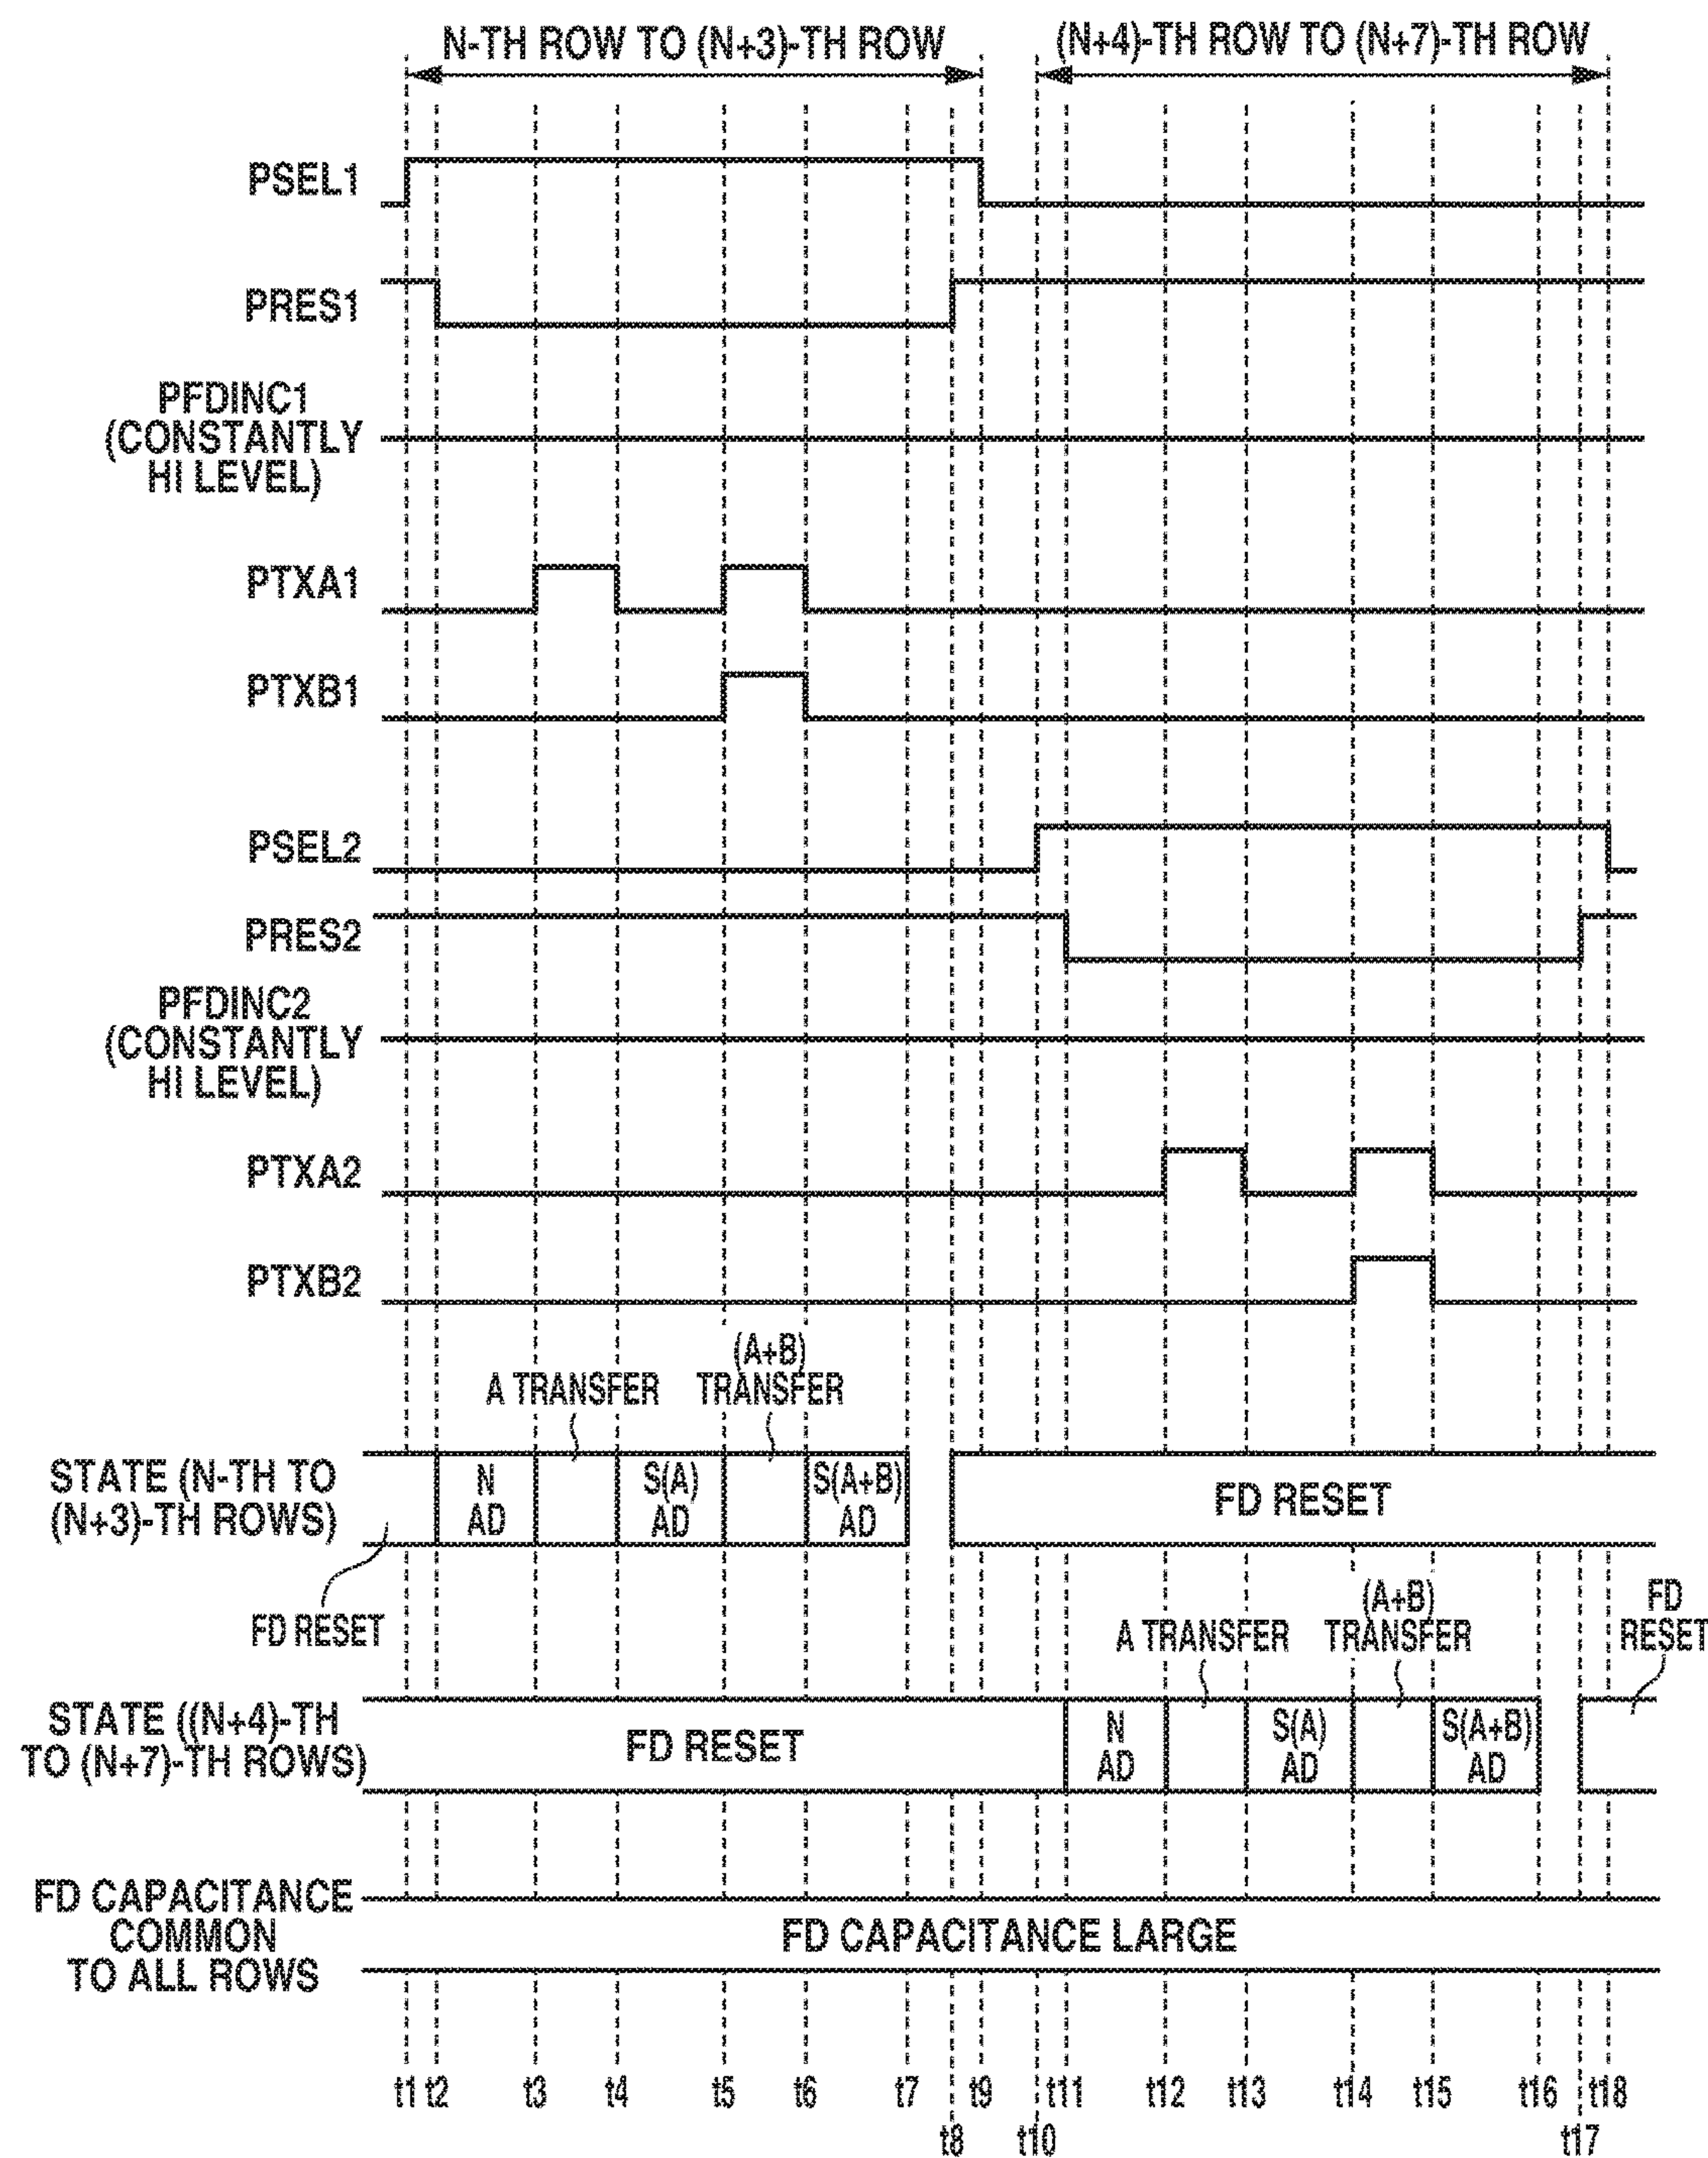 N-TH ROW TO (N+3)-TH ROW
(N+4)-TH ROW TO (N+7)-TH ROW
PSEL1
PRES1
PFDINC1
(CONSTANTLY
HI LEVEL)
PTXA1
PTXB1
PSEL2
PRES2
PFDINC2
(CONSTANTLY
HI LEVEL)
PTXA2
PTXB2
A TRANSFER
(A+B)
TRANSFER
STATE (N-TH TO
(N+3)-TH ROWS)
N
AD
S(A)
AD
S(A+B)
AD
FD RESET
FD RESET
A TRANSFER
(A+B)
TRANSFER
FD
RESET
STATE ((N+4)-TH
TO (N+7)-TH ROWS)
FD RESET
N
AD
S(A)
AD
S(A+B)
AD
FD CAPACITANCE
COMMON
TO ALL ROWS
FD CAPACITANCE LARGE
t1 t2 t3 t4 t5 t6 t7 t9 t11 t12 t13 t14 t15 t16 t18
t8 t10 t17